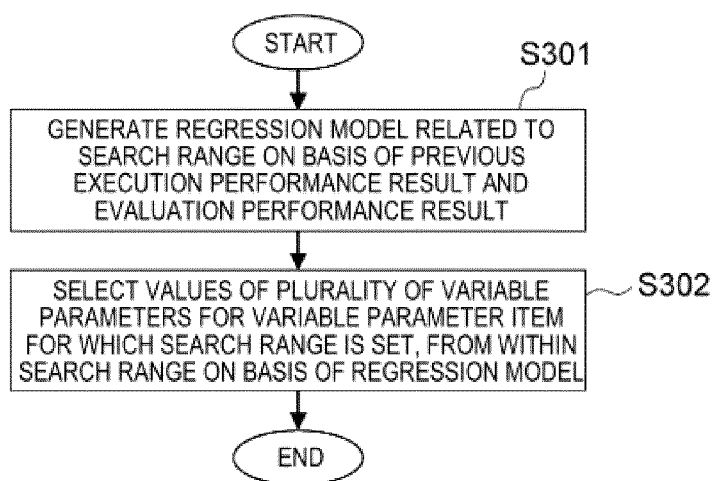 START
S301
GENERATE REGRESSION MODEL RELATED TO
SEARCH RANGE ON BASIS OF PREVIOUS
EXECUTION PERFORMANCE RESULT AND
EVALUATION PERFORMANCE RESULT
S302
SELECT VALUES OF PLURALITY OF VARIABLE
PARAMETERS FOR VARIABLE PARAMETER ITEM
FOR WHICH SEARCH RANGE IS SET, FROM WITHIN
SEARCH RANGE ON BASIS OF REGRESSION MODEL
END